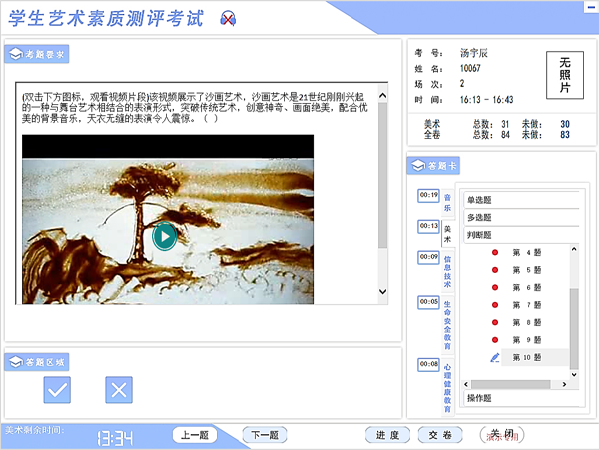 学生艺术素质测评考试
考题要求
(双击下方图标，观看视频片段)该视频展示了沙画艺术，沙画艺术是21世纪刚刚兴起
的一种与舞台艺术相结合的表演形式，突破传统艺术，创意神奇、画面绝美，配合优
美的背景音乐，天衣无缝的表演令人震惊。（ ）
答题区域
考 号： 汤宇辰
姓 名： 10067
场 次： 2
时 间： 16:13 - 16:43
无照片
美术 总数： 31 未做： 30
全卷 总数： 84 未做： 83
答题卡
00:19 音乐
00:13 美术
00:09 信息技术
00:05 生命安全教育
00:08 心理健康教育
单选题
多选题
判断题
第 4 题
第 5 题
第 6 题
第 7 题
第 8 题
第 9 题
第 10 题
操作题
美术剩余时间：
13:34
上一题
下一题
进 度
交 卷
关 闭
演示专用